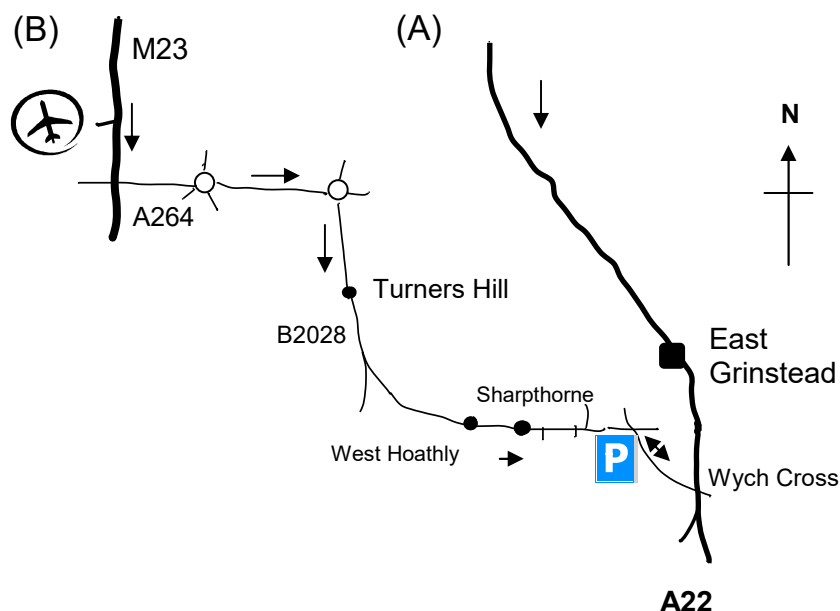 (B)
(A)
M23
N
A264
Turners Hill
B2028
East
Grinstead
Sharpthorne
West Hoathly
P
Wych Cross
A22